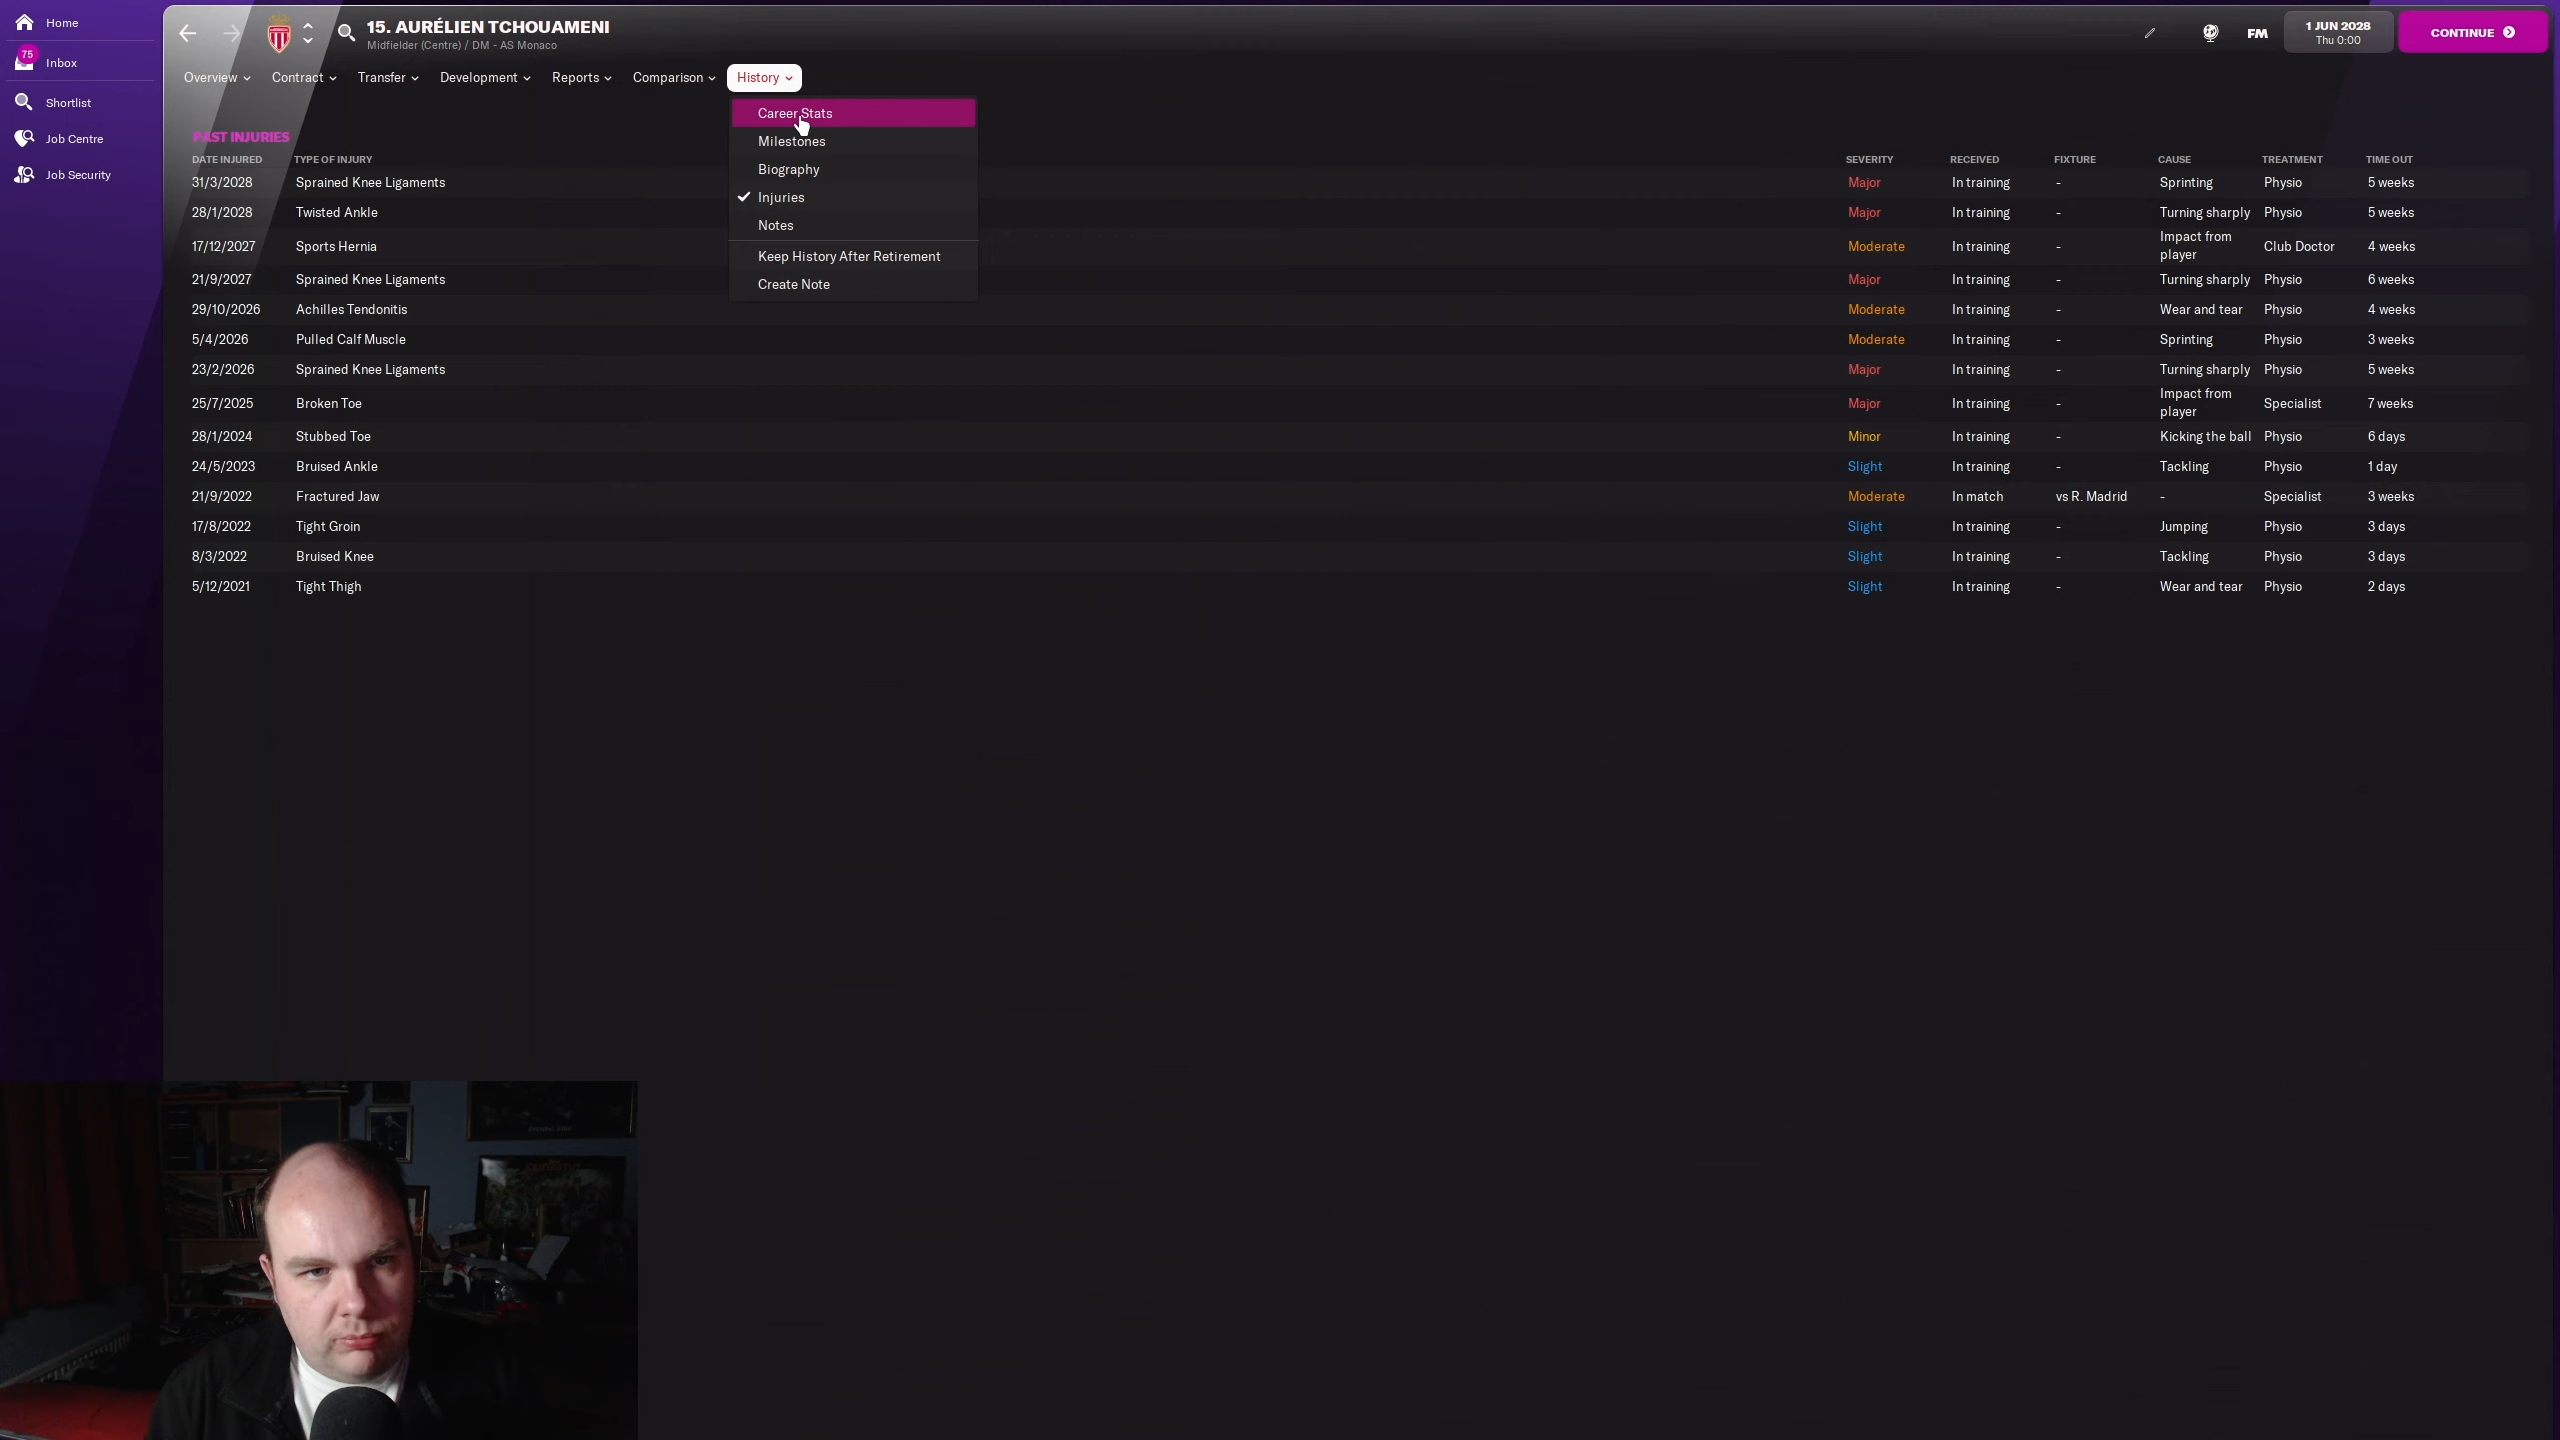 Home
75
Inbox
Shortlist
Job Centre
Job Security
15. AURÉLIEN TCHOUAMENI
Midfielder (Centre) / DM - AS Monaco
FM
1 JUN 2028
Thu 0:00
CONTINUE
Overview
Contract
Transfer
Development
Reports
Comparison
History
Career Stats
Milestones
Biography
Injuries
Notes
Keep History After Retirement
Create Note
PAST INJURIES
DATE INJURED TYPE OF INJURY SEVERITY RECEIVED FIXTURE CAUSE TREATMENT TIME OUT
31/3/2028 Sprained Knee Ligaments Major In training - Sprinting Physio 5 weeks
28/1/2028 Twisted Ankle Major In training - Turning sharply Physio 5 weeks
17/12/2027 Sports Hernia Moderate In training - Impact from player Club Doctor 4 weeks
21/9/2027 Sprained Knee Ligaments Major In training - Turning sharply Physio 6 weeks
29/10/2026 Achilles Tendonitis Moderate In training - Wear and tear Physio 4 weeks
5/4/2026 Pulled Calf Muscle Moderate In training - Sprinting Physio 3 weeks
23/2/2026 Sprained Knee Ligaments Major In training - Turning sharply Physio 5 weeks
25/7/2025 Broken Toe Major In training - Impact from player Specialist 7 weeks
28/1/2024 Stubbed Toe Minor In training - Kicking the ball Physio 6 days
24/5/2023 Bruised Ankle Slight In training - Tackling Physio 1 day
21/9/2022 Fractured Jaw Moderate In match vs R. Madrid - Specialist 3 weeks
17/8/2022 Tight Groin Slight In training - Jumping Physio 3 days
8/3/2022 Bruised Knee Slight In training - Tackling Physio 3 days
5/12/2021 Tight Thigh Slight In training - Wear and tear Physio 2 days